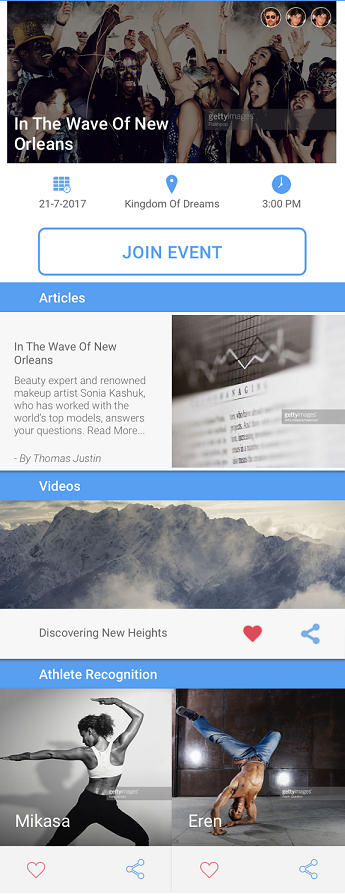 gettyimages
In The Wave Of New
Orleans
21-7-2017
Kingdom Of Dreams
3:00 PM
JOIN EVENT
Articles
In The Wave Of New
Orleans
Beauty expert and renowned
makeup artist Sonia Kashuk,
who has worked with the
world's top models, answers
your questions. Read More...
- By Thomas Justin
gettyimages
Videos
Discovering New Heights
Athlete Recognition
gettyimages
gettyimages
Mikasa
Eren